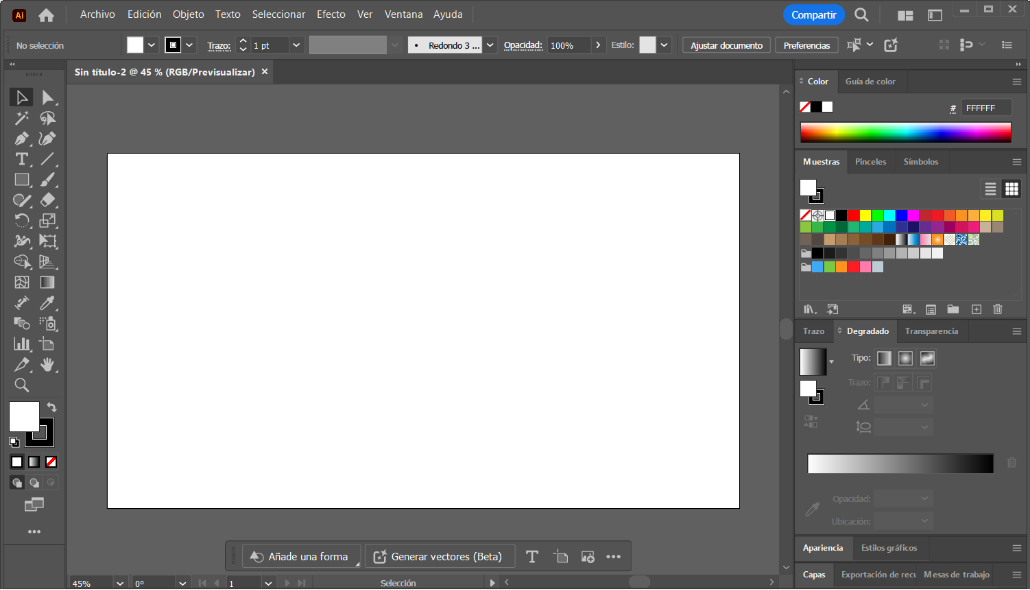 Ai Archivo Edición Objeto Texto Seleccionar Efecto Ver Ventana Ayuda Compartir
No selección Trazo: 1 pt Redondo 3 ... Opacidad: 100% Estilo: Ajustar documento Preferencias
Sin título-2 @ 45 % (RGB/Previsualizar) ×
Color Guía de color
# FFFFFF
Muestras Pinceles Símbolos
Trazo Degradado Transparencia
Tipo:
Trazo:
Opacidad:
Ubicación:
Apariencia Estilos gráficos
Capas Exportación de recu Mesas de trabajo
Añade una forma Generar vectores (Beta)
45% 0° 1 Selección